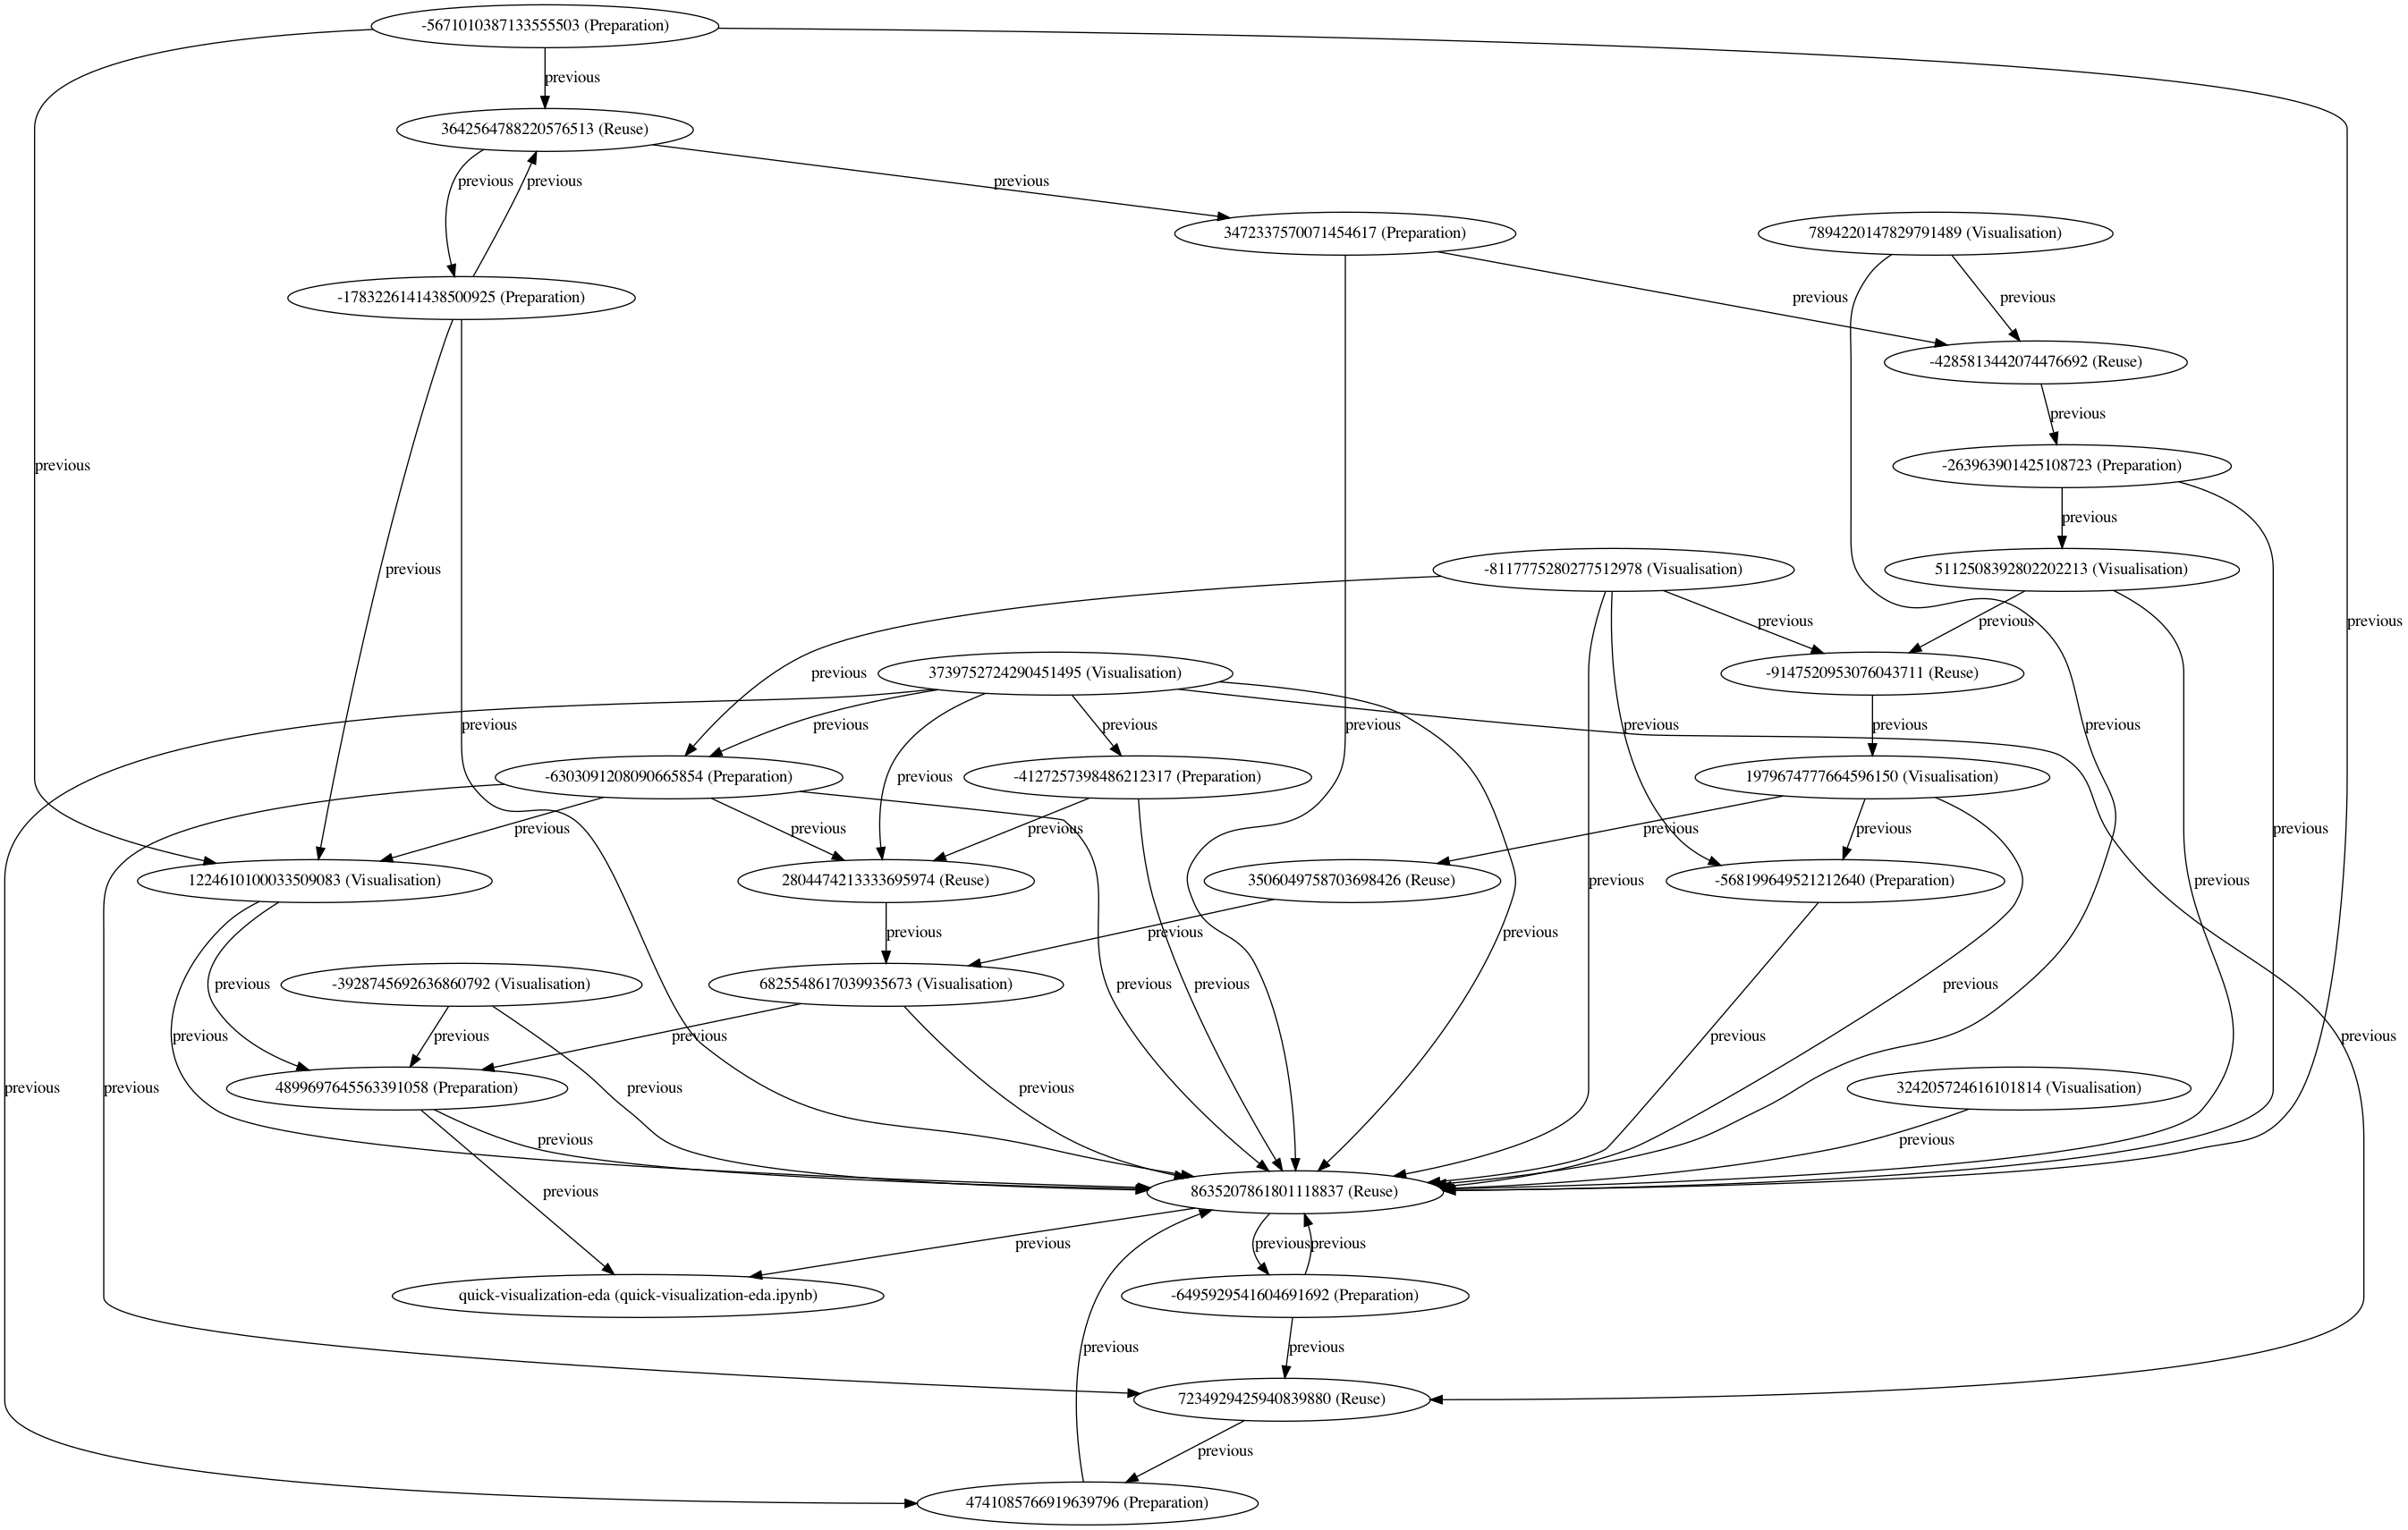 -5671010387133555503 (Preparation)
previous
3642564788220576513 (Reuse)
previous
previous
previous
3472337570071454617 (Preparation)
7894220147829791489 (Visualisation)
-1783226141438500925 (Preparation)
previous
previous
-4285813442074476692 (Reuse)
previous
previous
-263963901425108723 (Preparation)
previous
-8117775280277512978 (Visualisation)
5112508392802202213 (Visualisation)
previous
previous
previous
previous
previous
3739752724290451495 (Visualisation)
-9147520953076043711 (Reuse)
previous
previous
previous
previous
previous
previous
previous
previous
-6303091208090665854 (Preparation)
-4127257398486212317 (Preparation)
1979674777664596150 (Visualisation)
previous
previous
previous
previous
previous
previous
1224610100033509083 (Visualisation)
2804474213333695974 (Reuse)
3506049758703698426 (Reuse)
previous
-568199649521212640 (Preparation)
previous
previous
previous
previous
previous
-3928745692636860792 (Visualisation)
6825548617039935673 (Visualisation)
previous
previous
previous
previous
previous
previous
previous
previous
previous
previous
4899697645563391058 (Preparation)
previous
previous
324205724616101814 (Visualisation)
previous
previous
previous
8635207861801118837 (Reuse)
previous
previous
previous
quick-visualization-eda (quick-visualization-eda.ipynb)
-6495929541604691692 (Preparation)
previous
previous
7234929425940839880 (Reuse)
previous
4741085766919639796 (Preparation)